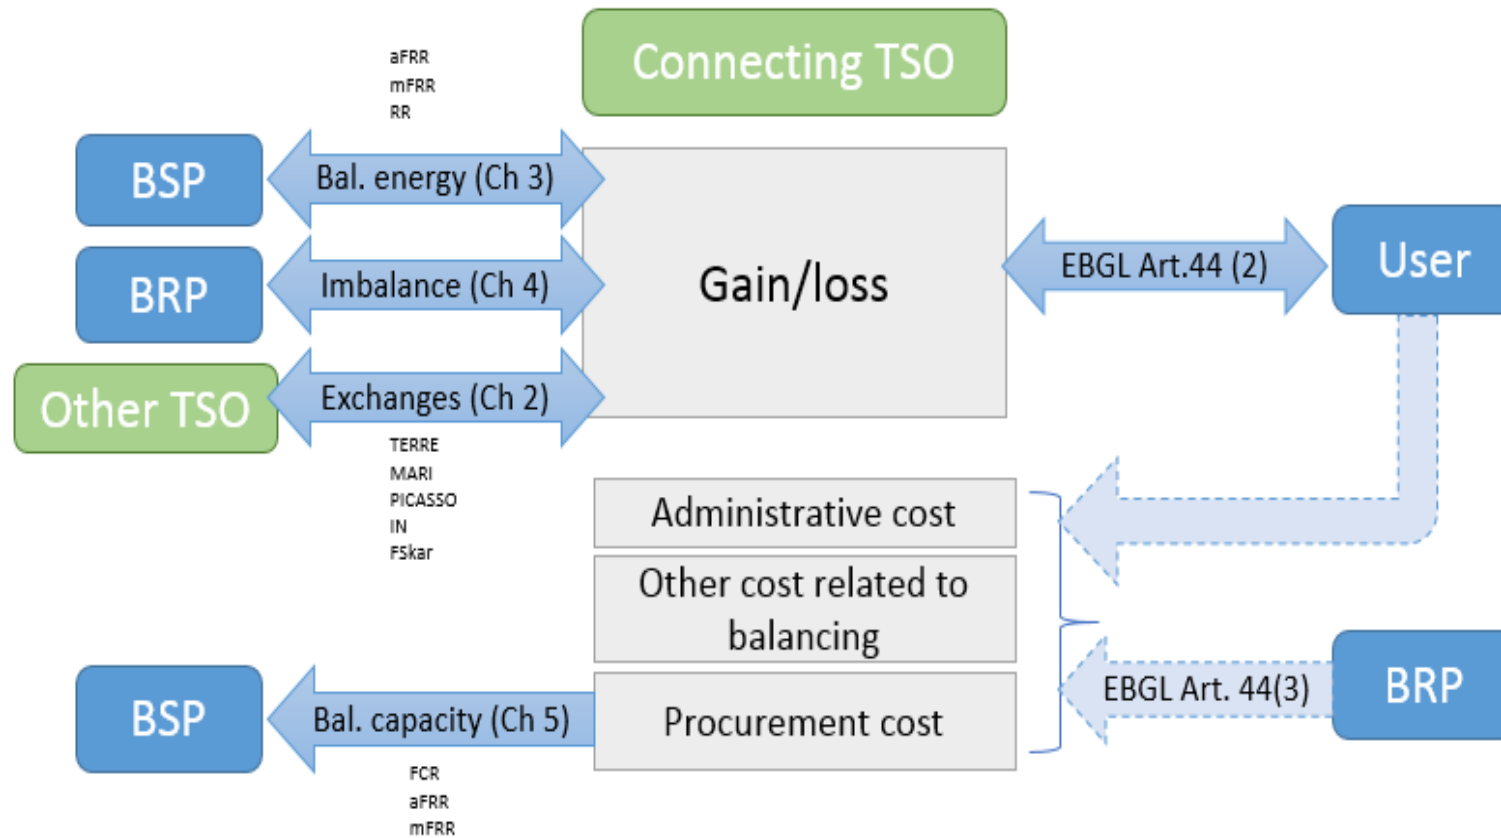 Connecting TSO
aFRR
mFRR
RR
BSP
Bal. energy (Ch 3)
BRP
Imbalance (Ch 4)
Gain/loss
EBGL Art.44 (2)
User
Other TSO
Exchanges (Ch 2)
TERRE
MARI
PICASSO
IN
FSkar
Administrative cost
Other cost related to
balancing
BSP
Bal. capacity (Ch 5)
Procurement cost
EBGL Art. 44(3)
BRP
FCR
aFRR
mFRR